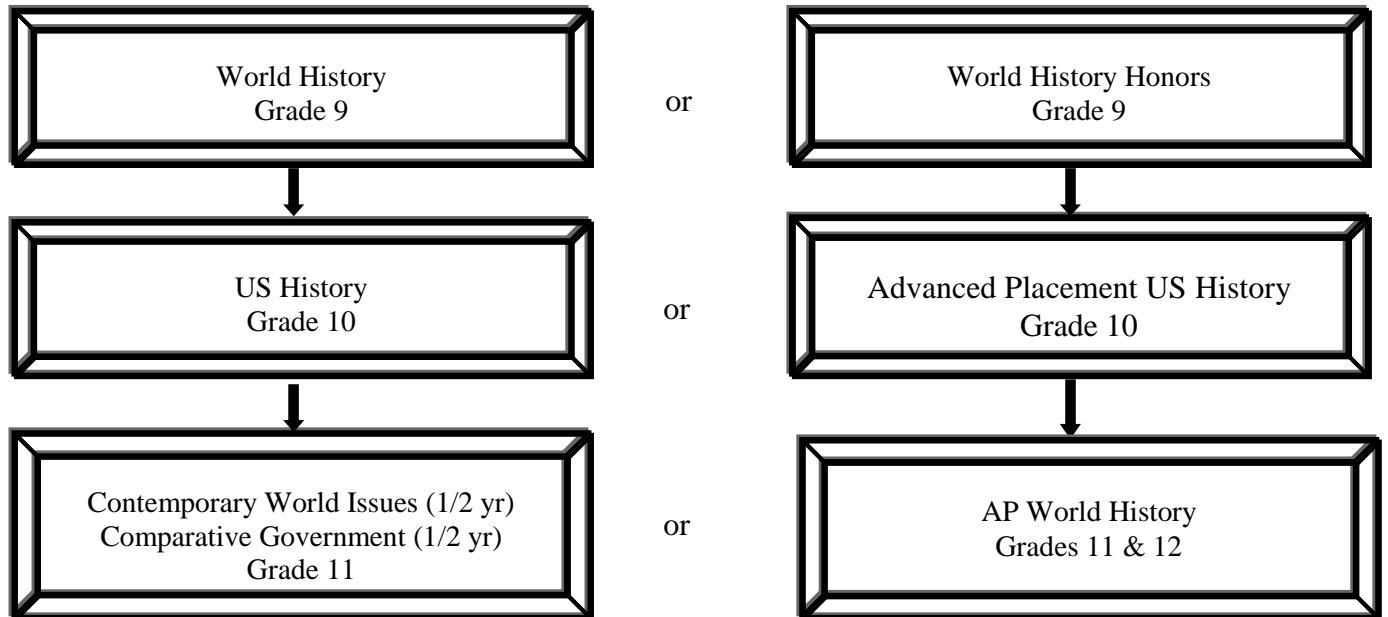 World History
Grade 9
or
World History Honors
Grade 9
US History
Grade 10
or
Advanced Placement US History
Grade 10
Contemporary World Issues (1/2 yr)
Comparative Government (1/2 yr)
Grade 11
or
AP World History
Grades 11 & 12